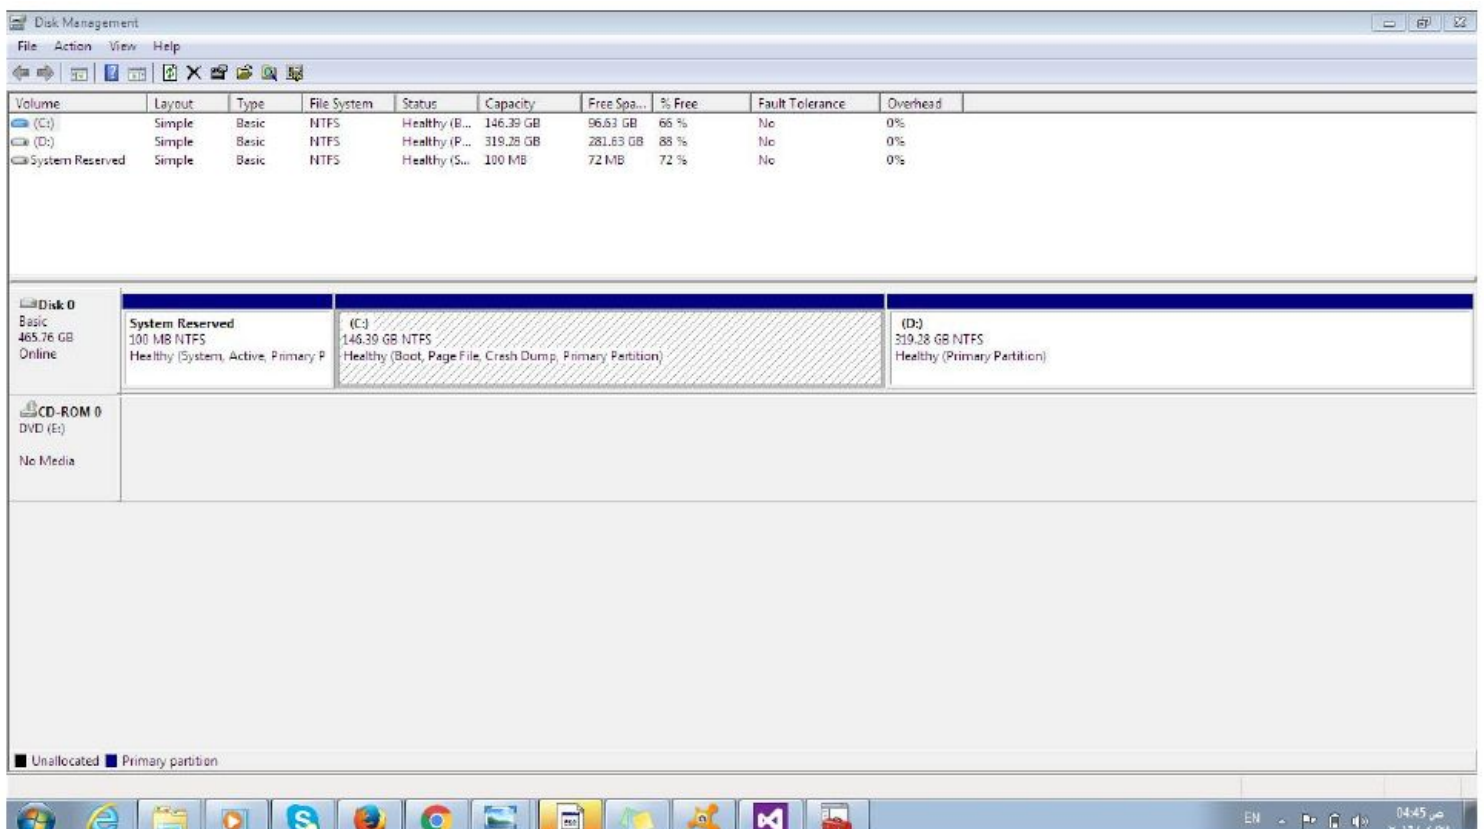 Disk Management
File Action View Help
Volume Layout Type File System Status Capacity Free Spa... % Free Fault Tolerance Overhead
(C:) Simple Basic NTFS Healthy (B... 146.39 GB 96.63 GB 66 % No 0%
(D:) Simple Basic NTFS Healthy (P... 319.28 GB 281.63 GB 88 % No 0%
System Reserved Simple Basic NTFS Healthy (S... 100 MB 72 MB 72 % No 0%
Disk 0
Basic
465.76 GB
Online
System Reserved
100 MB NTFS
Healthy (System, Active, Primary P
(C:)
146.39 GB NTFS
Healthy (Boot, Page File, Crash Dump, Primary Partition)
(D:)
319.28 GB NTFS
Healthy (Primary Partition)
CD-ROM 0
DVD (E:)
No Media
Unallocated Primary partition
EN
04:45 ص